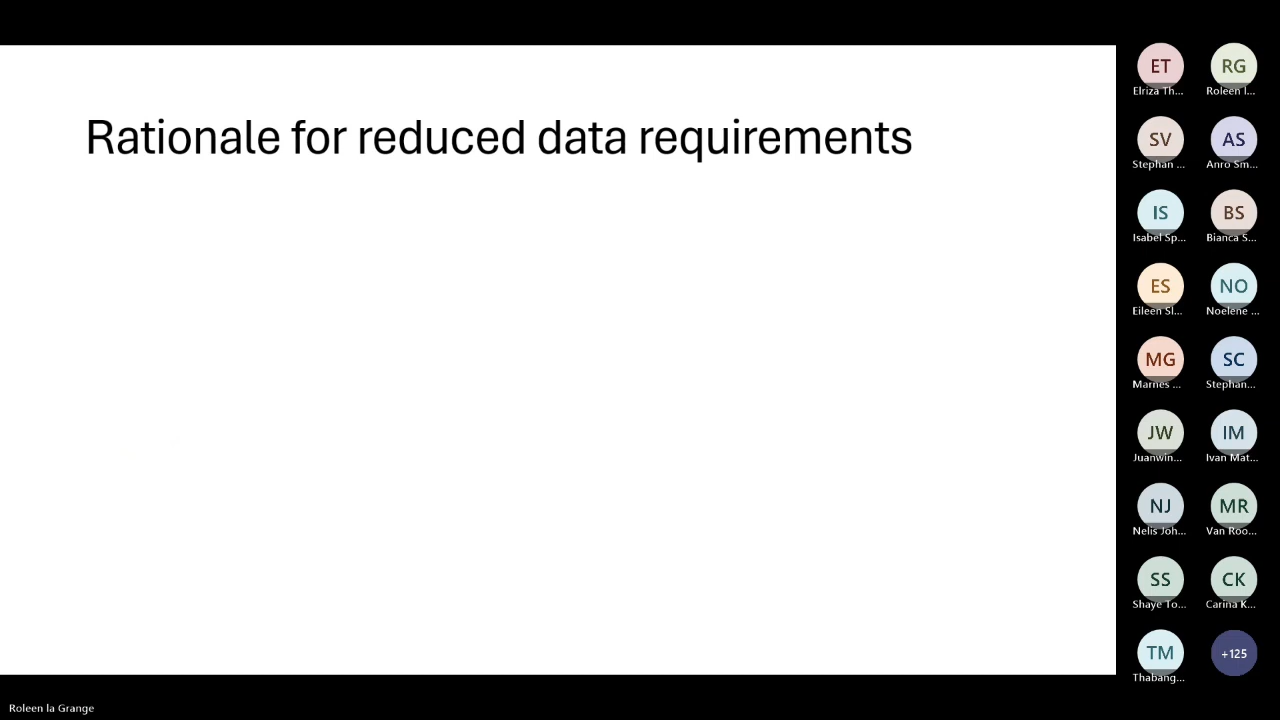 Rationale for reduced data requirements
ET RG
Elriza Th... Roleen l...
SV AS
Stephan ... Anro Sm...
IS BS
Isabel Sp... Bianca S...
ES NO
Eileen Sl... Noelene ...
MG SC
Marnes ... Stephan...
JW IM
Juanwin... Ivan Mat...
NJ MR
Nelis Joh... Van Roo...
SS CK
Shaye To... Carina K...
TM +125
Thabang...
Roleen la Grange